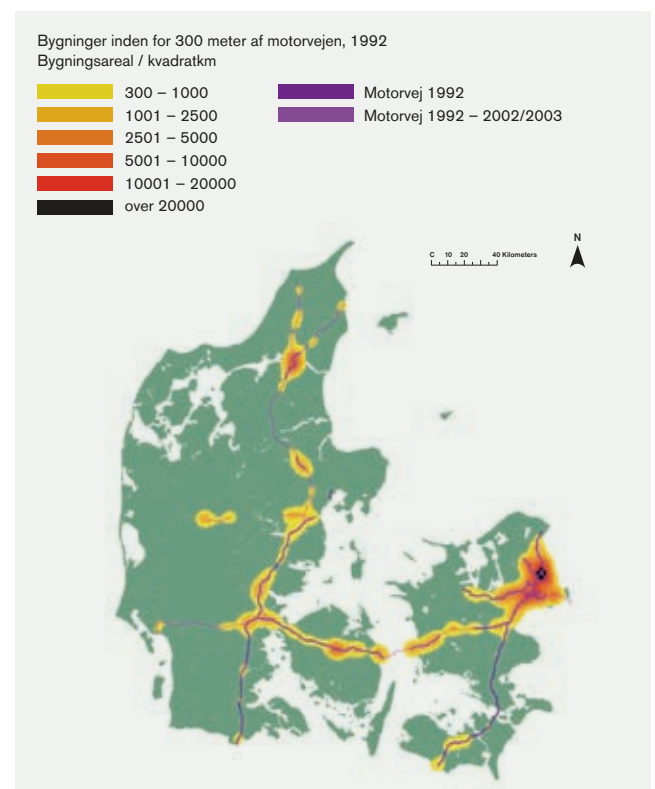 Bygninger inden for 300 meter af motorvejen, 1992
Bygningsareal / kvadratkm
300 – 1000
1001 – 2500
2501 – 5000
5001 – 10000
10001 – 20000
over 20000
Motorvej 1992
Motorvej 1992 – 2002/2003
C 10 20 40 Kilometers
N